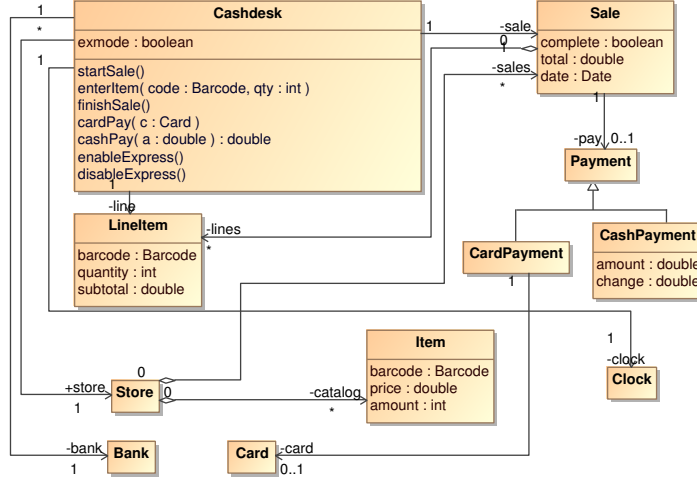 1
Cashdesk
Sale
*
exmode : boolean
1
-sale
0
1
complete : boolean
total : double
date : Date
1
startSale()
enterItem( code : Barcode, qty : int )
finishSale()
cardPay( c : Card )
cashPay( a : double ) : double
enableExpress()
disableExpress()
-sales
*
1
-pay
0..1
Payment
1
-line
LineItem
-lines
*
barcode : Barcode
quantity : int
subtotal : double
CardPayment
1
CashPayment
amount : double
change : double
Item
barcode : Barcode
price : double
amount : int
1
-clock
Clock
0
+store
1
Store
0
-catalog
*
-bank
1
Bank
Card
-card
0..1